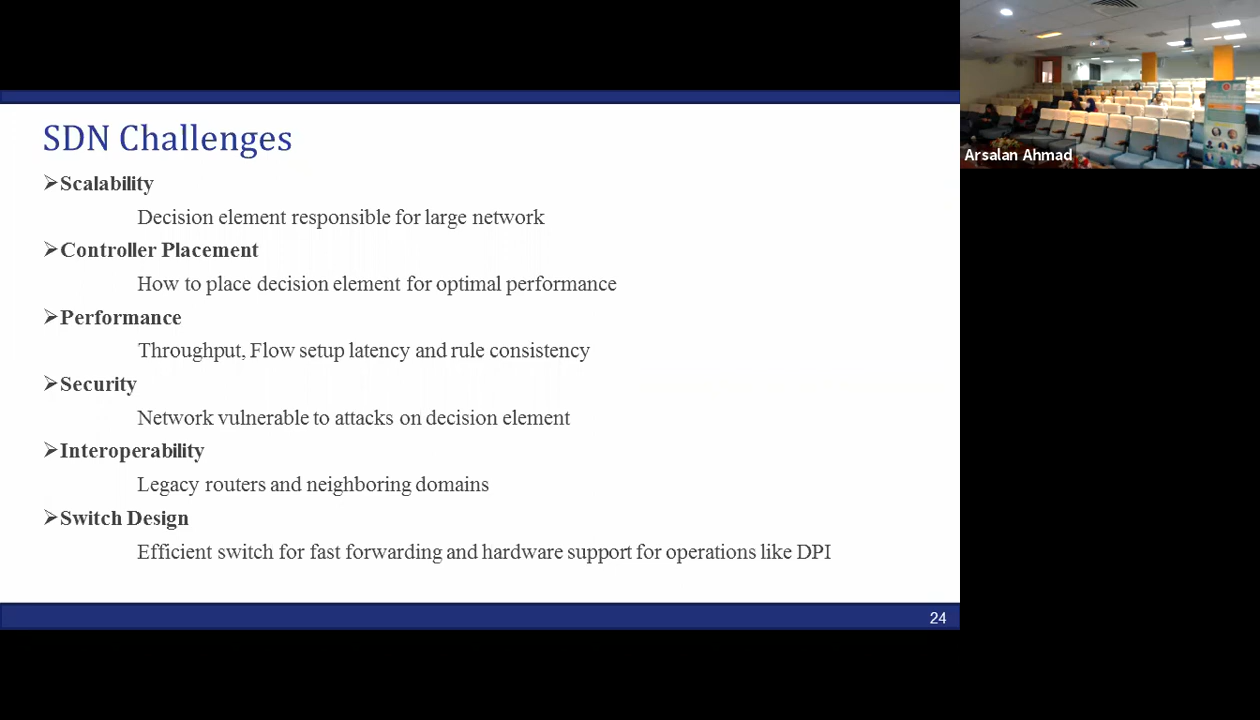 SDN Challenges
➢Scalability
Decision element responsible for large network
➢Controller Placement
How to place decision element for optimal performance
➢Performance
Throughput, Flow setup latency and rule consistency
➢Security
Network vulnerable to attacks on decision element
➢Interoperability
Legacy routers and neighboring domains
➢Switch Design
Efficient switch for fast forwarding and hardware support for operations like DPI
24
Arsalan Ahmad